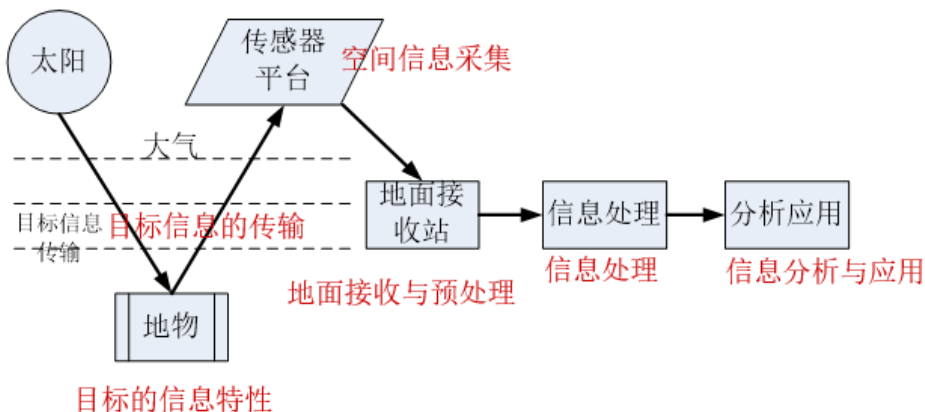 太阳
传感器
平台
空间信息采集
大气
目标信息
传输
目标信息的传输
地面接
收站
信息处理
分析应用
地面接收与预处理
信息处理
信息分析与应用
地物
目标的信息特性